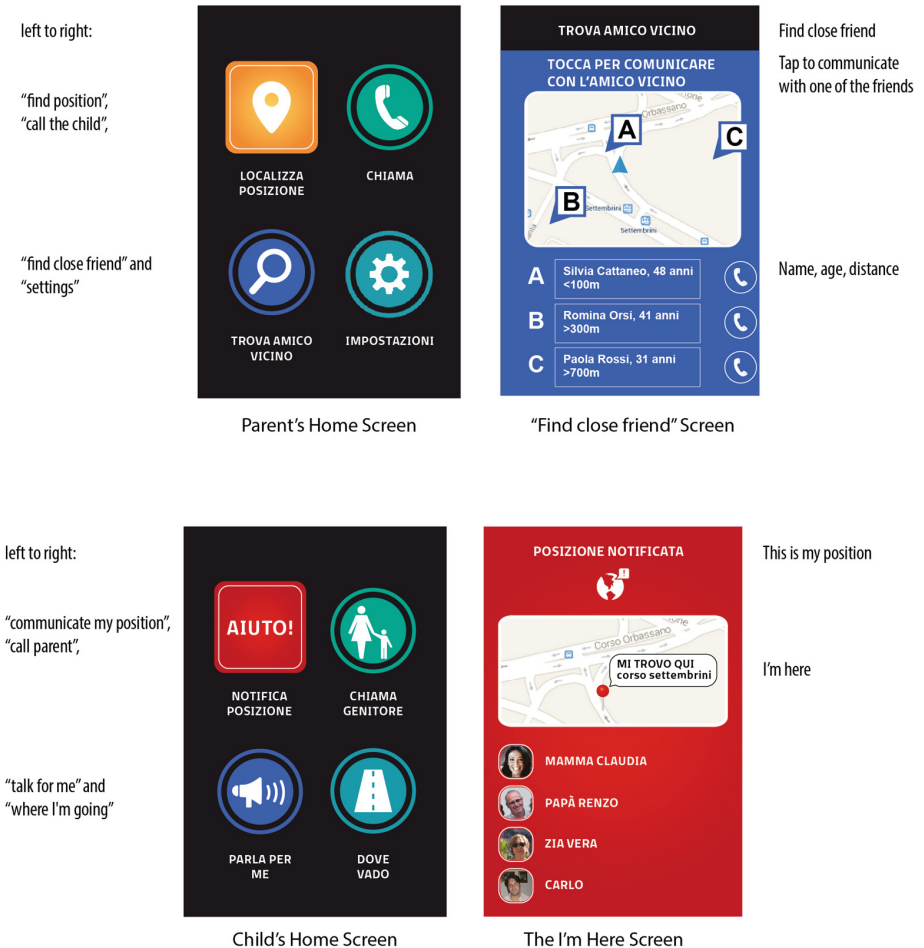 left to right:
“find position”,
“call the child”,
“find close friend” and
“settings”
LOCALIZZA
POSIZIONE
CHIAMA
TROVA AMICO
VICINO
IMPOSTAZIONI
Parent’s Home Screen
TROVA AMICO VICINO
TOCCA PER COMUNICARE
CON L’AMICO VICINO
Orbassano
A
C
B
Settembrini
Settembrini
A
Silvia Cattaneo, 48 anni
<100m
B
Romina Orsi, 41 anni
>300m
C
Paola Rossi, 31 anni
>700m
“Find close friend” Screen
Find close friend
Tap to communicate
with one of the friends
Name, age, distance
left to right:
“communicate my position”,
“call parent”,
“talk for me” and
“where I'm going”
AIUTO!
NOTIFICA
POSIZIONE
CHIAMA
GENITORE
PARLA PER
ME
DOVE
VADO
Child’s Home Screen
POSIZIONE NOTIFICATA
!
Corso Orbassano
MI TROVO QUI
corso settembrini
MAMMA CLAUDIA
PAPÀ RENZO
ZIA VERA
CARLO
The I’m Here Screen
This is my position
I’m here